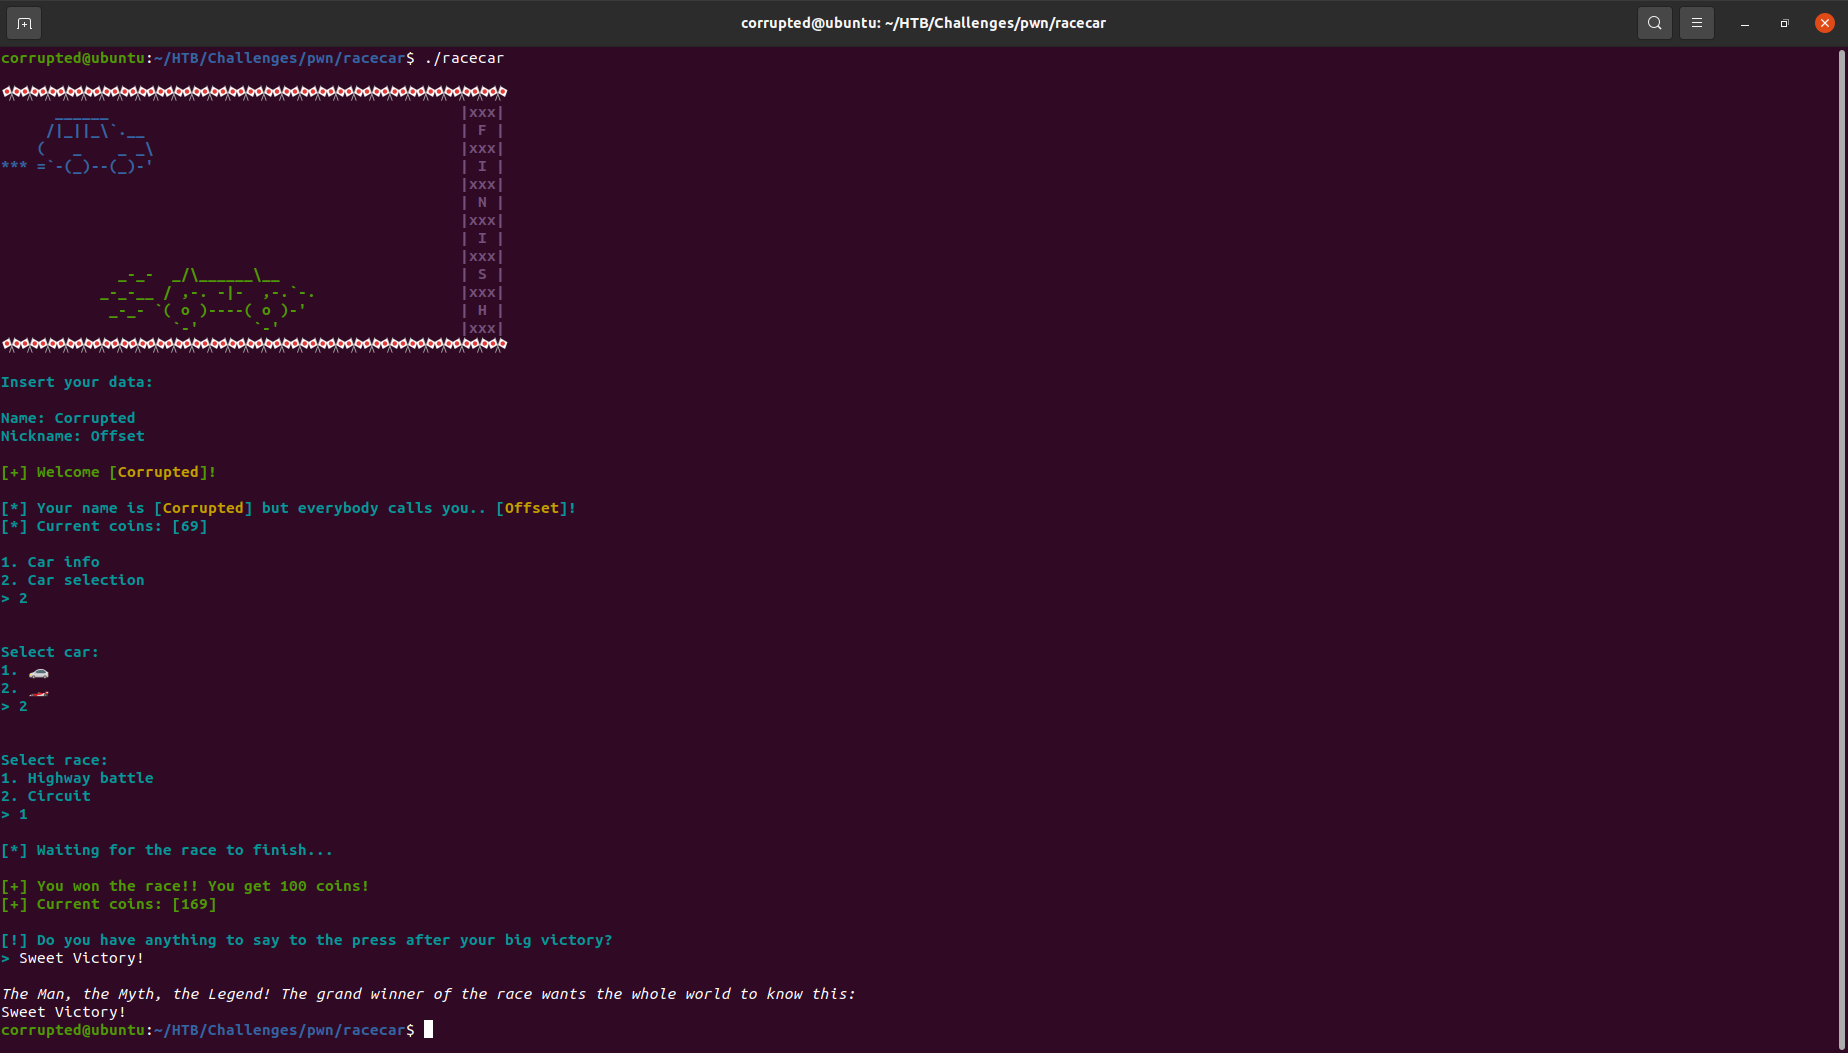 corrupted@ubuntu: ~/HTB/Challenges/pwn/racecar
corrupted@ubuntu:~/HTB/Challenges/pwn/racecar$ ./racecar
      ______                                       |xxx|
     /|_||_\`.__                                   | F |
    (   _    _ _\                                  |xxx|
*** =`-(_)--(_)-'                                  | I |
                                                   |xxx|
                                                   | N |
                                                   |xxx|
                                                   | I |
                                                   |xxx|
             _-_-  _/\______\__                    | S |
           _-_-__ / ,-. -|-  ,-.`-.                |xxx|
            _-_- `( o )----( o )-'                 | H |
                   `-'      `-'                    |xxx|
Insert your data:
Name: Corrupted
Nickname: Offset
[+] Welcome [Corrupted]!
[*] Your name is [Corrupted] but everybody calls you.. [Offset]!
[*] Current coins: [69]
1. Car info
2. Car selection
> 2
Select car:
1. 🚗
2. 🏎
> 2
Select race:
1. Highway battle
2. Circuit
> 1
[*] Waiting for the race to finish...
[+] You won the race!! You get 100 coins!
[+] Current coins: [169]
[!] Do you have anything to say to the press after your big victory?
> Sweet Victory!
The Man, the Myth, the Legend! The grand winner of the race wants the whole world to know this:
Sweet Victory!
corrupted@ubuntu:~/HTB/Challenges/pwn/racecar$